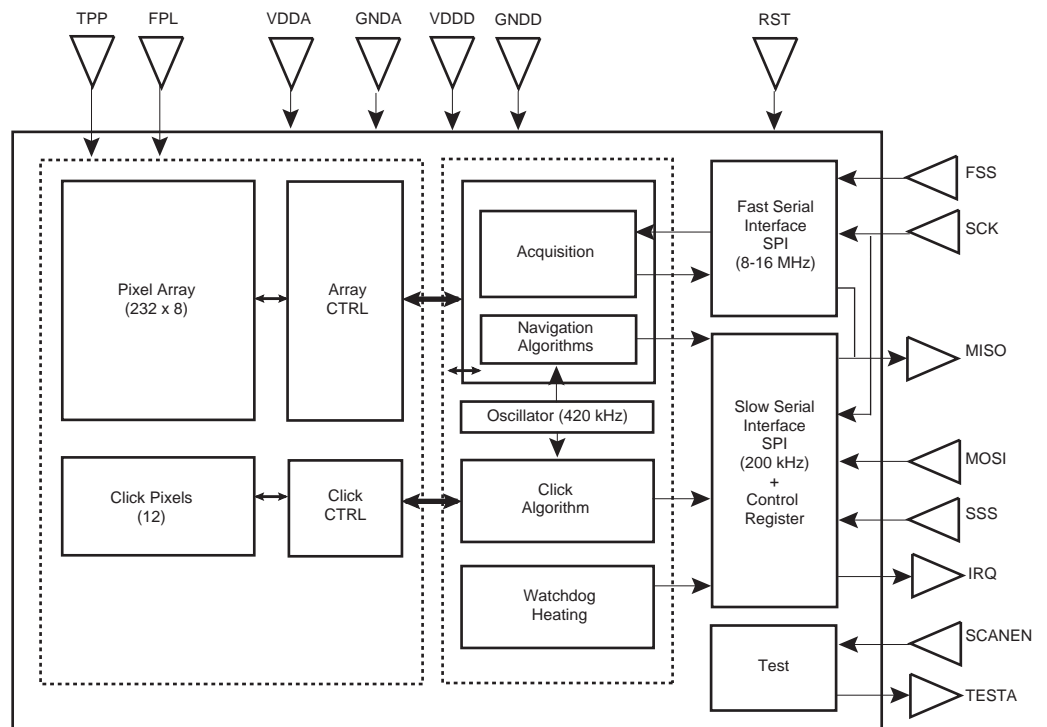 TPP
FPL
VDDA
GNDA
VDDD
GNDD
RST
FSS
SCK
MISO
MOSI
SSS
IRQ
SCANEN
TESTA
Pixel Array
(232 x 8)
Array
CTRL
Acquisition
Navigation
Algorithms
Oscillator (420 kHz)
Fast Serial
Interface
SPI
(8-16 MHz)
Slow Serial
Interface
SPI
(200 kHz)
+
Control
Register
Click Pixels
(12)
Click
CTRL
Click
Algorithm
Watchdog
Heating
Test